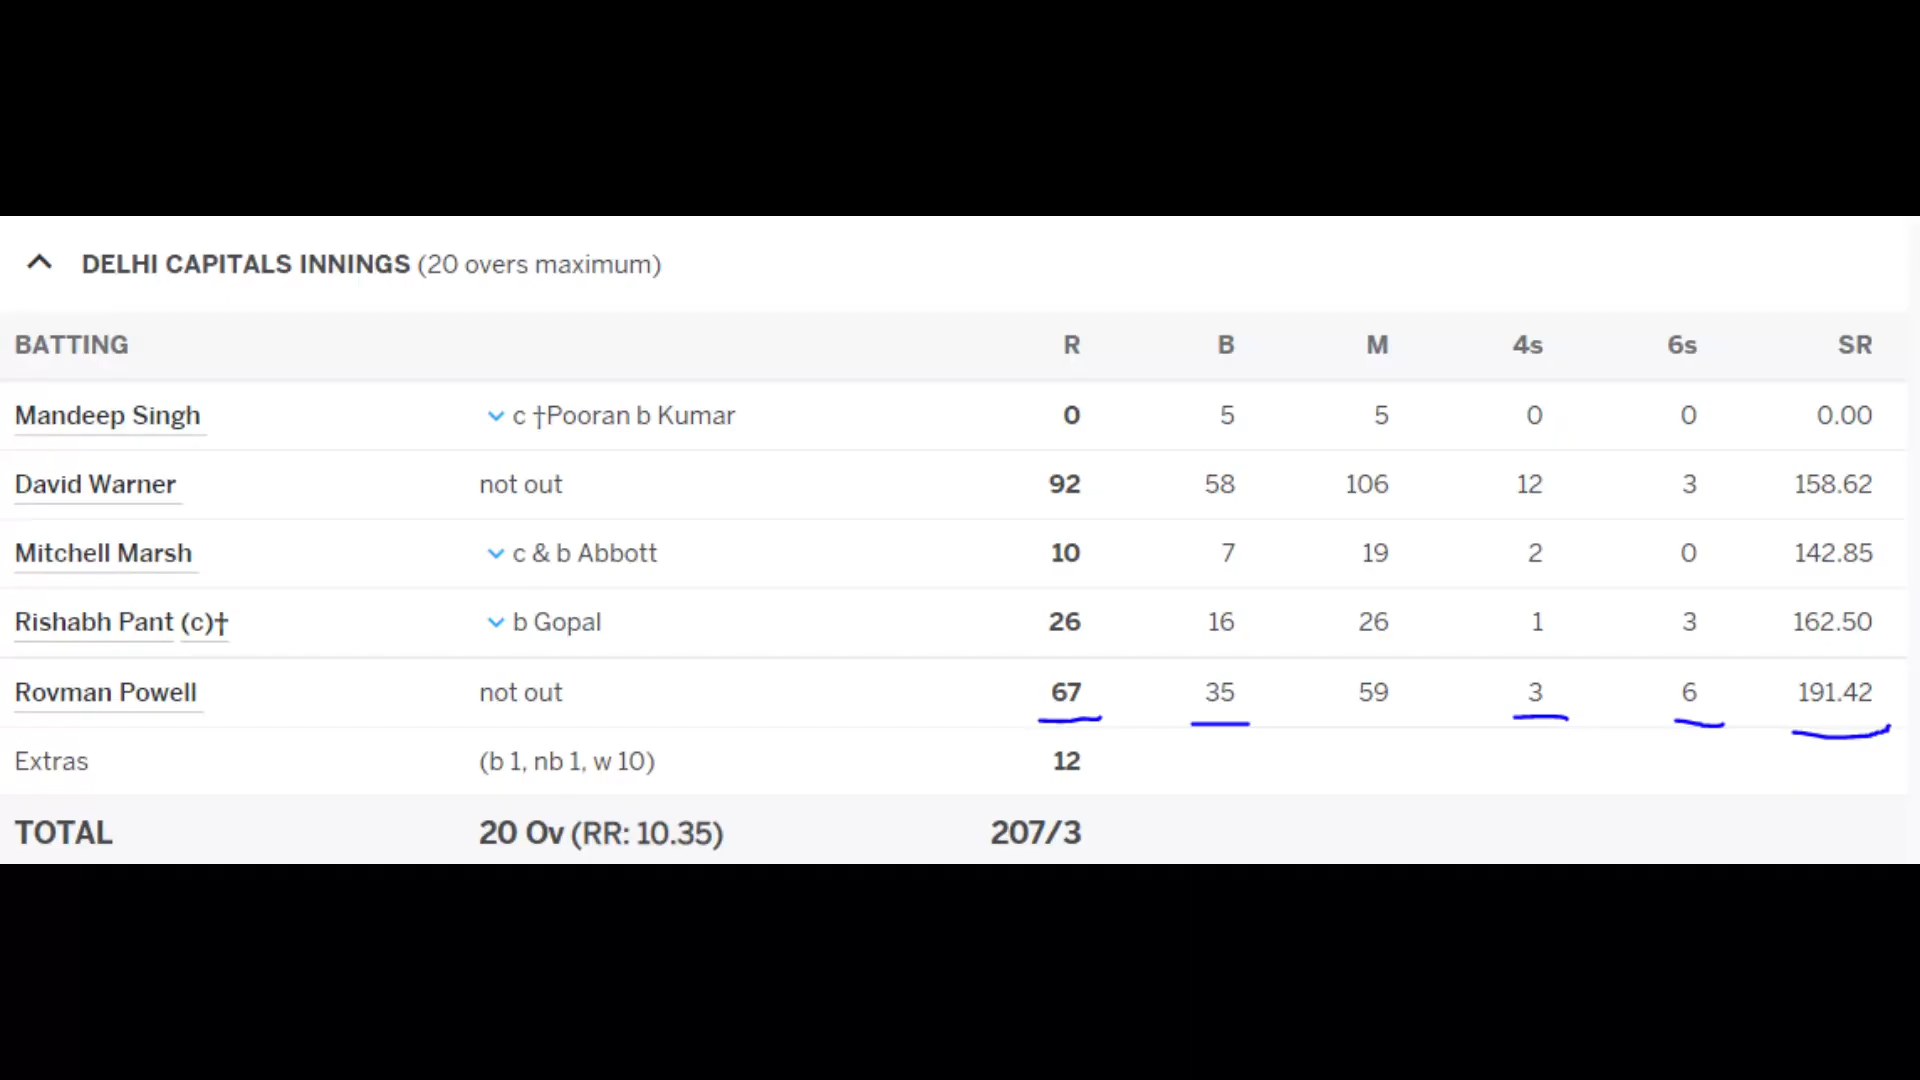 DELHI CAPITALS INNINGS (20 overs maximum)
BATTING R B M 4s 6s SR
Mandeep Singh c †Pooran b Kumar 0 5 5 0 0 0.00
David Warner not out 92 58 106 12 3 158.62
Mitchell Marsh c & b Abbott 10 7 19 2 0 142.85
Rishabh Pant (c)† b Gopal 26 16 26 1 3 162.50
Rovman Powell not out 67 35 59 3 6 191.42
Extras (b 1, nb 1, w 10) 12
TOTAL 20 Ov (RR: 10.35) 207/3